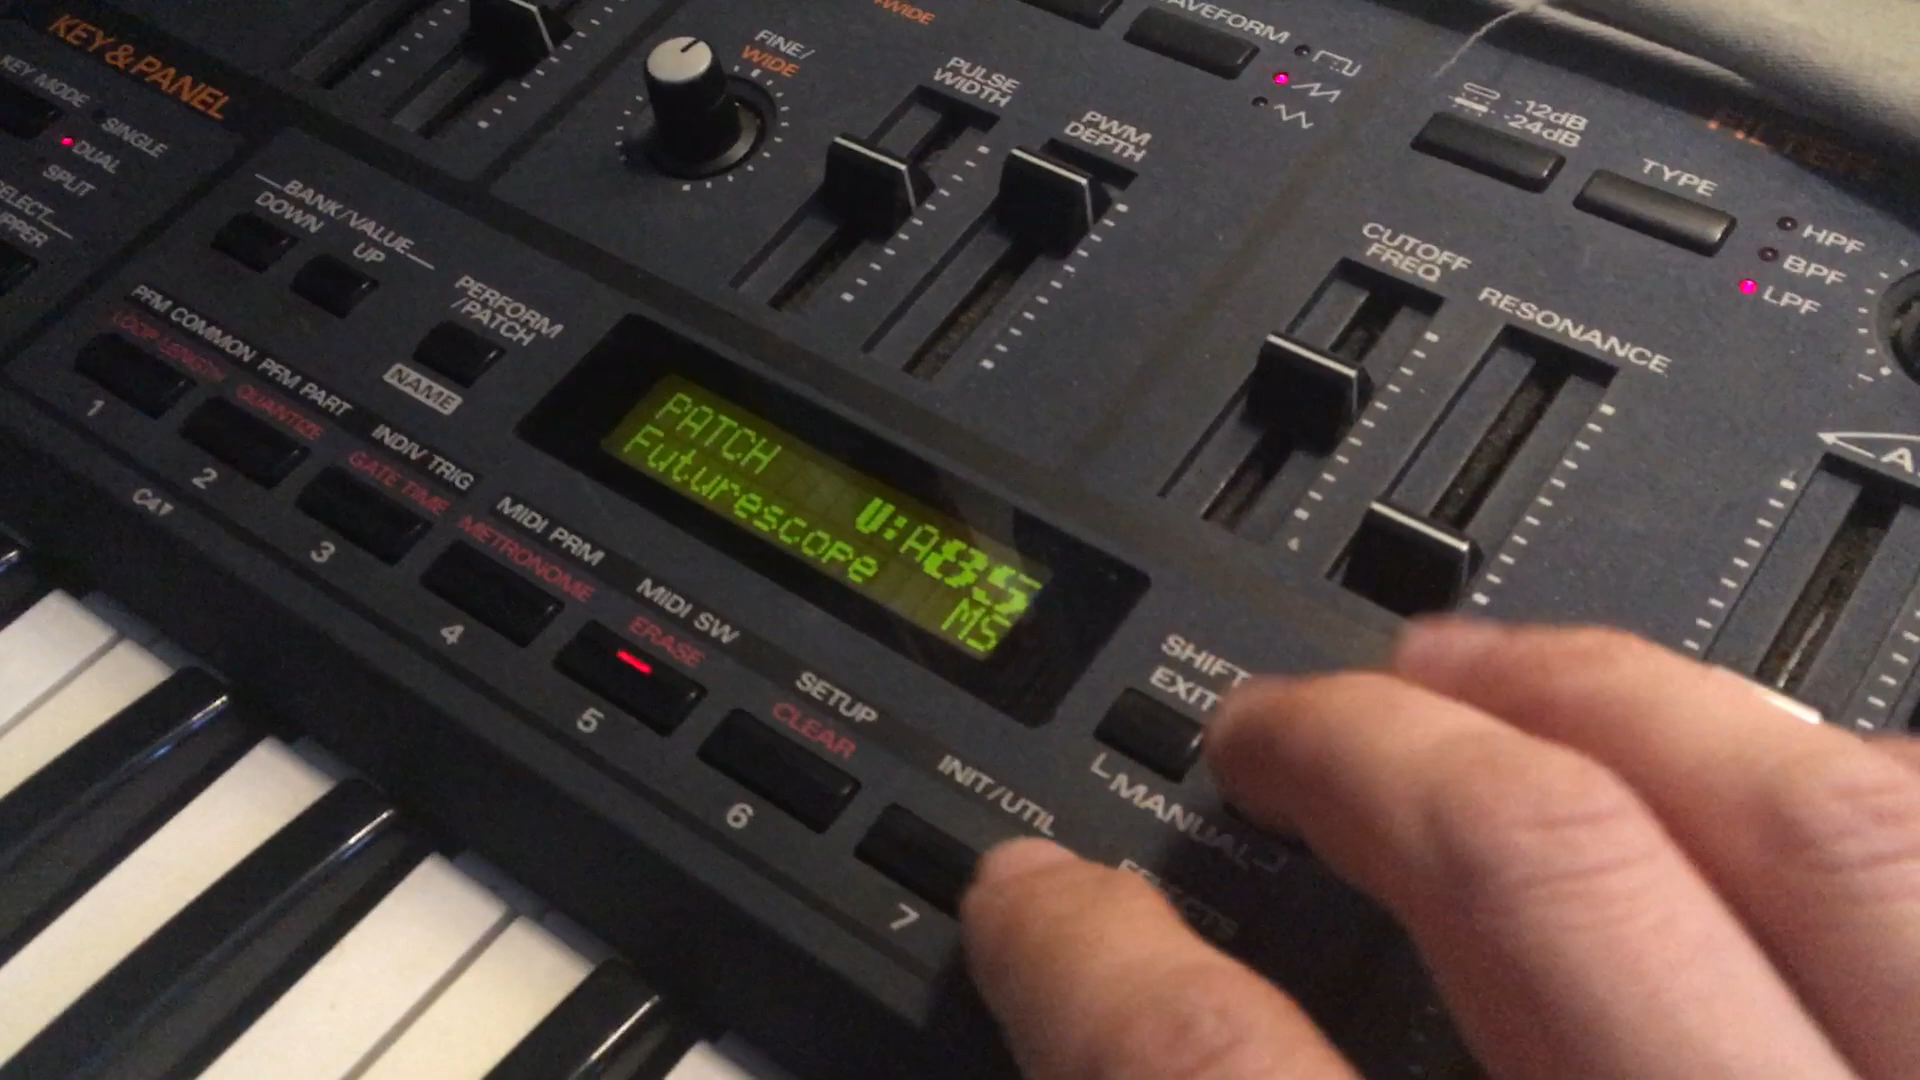 KEY&PANEL
KEY MODE
SINGLE
DUAL
SPLIT
BANK/VALUE
DOWN
UP
PERFORM
/PATCH
NAME
PFM COMMON
LOOP LENGTH
PFM PART
QUANTIZE
INDIV TRIG
GATE TIME
MIDI PRM
METRONOME
MIDI SW
ERASE
SETUP
CLEAR
INIT/UTIL
1
2
3
4
5
6
7
PATCH U:A85
Futurescope MS
SHIFT
EXIT
MANUAL
FINE/
WIDE
PULSE
WIDTH
PWM
DEPTH
-12dB
-24dB
TYPE
HPF
BPF
LPF
CUTOFF
FREQ
RESONANCE